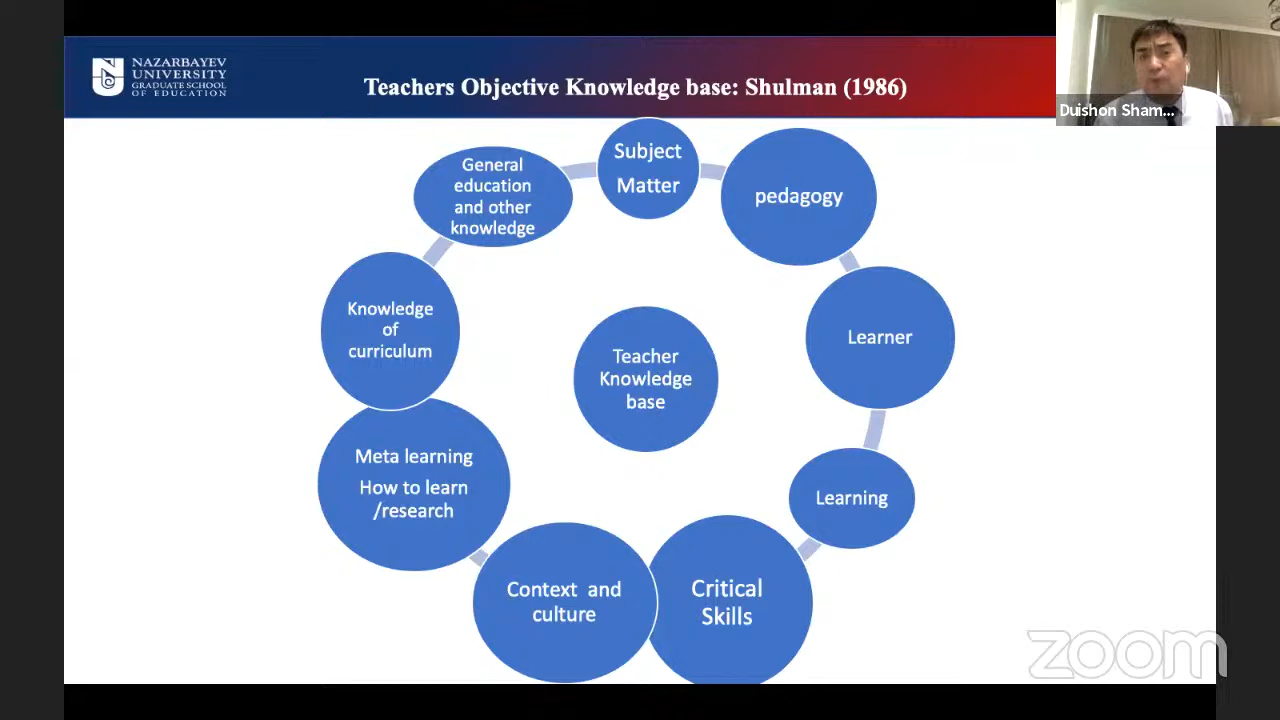 NAZARBAYEV
UNIVERSITY
GRADUATE SCHOOL
OF EDUCATION
Teachers Objective Knowledge base: Shulman (1986)
Duishon Sham...
Subject
Matter
pedagogy
Learner
Learning
Critical
Skills
Context and
culture
Meta learning
How to learn
/research
Knowledge
of
curriculum
General
education
and other
knowledge
Teacher
Knowledge
base
zoom